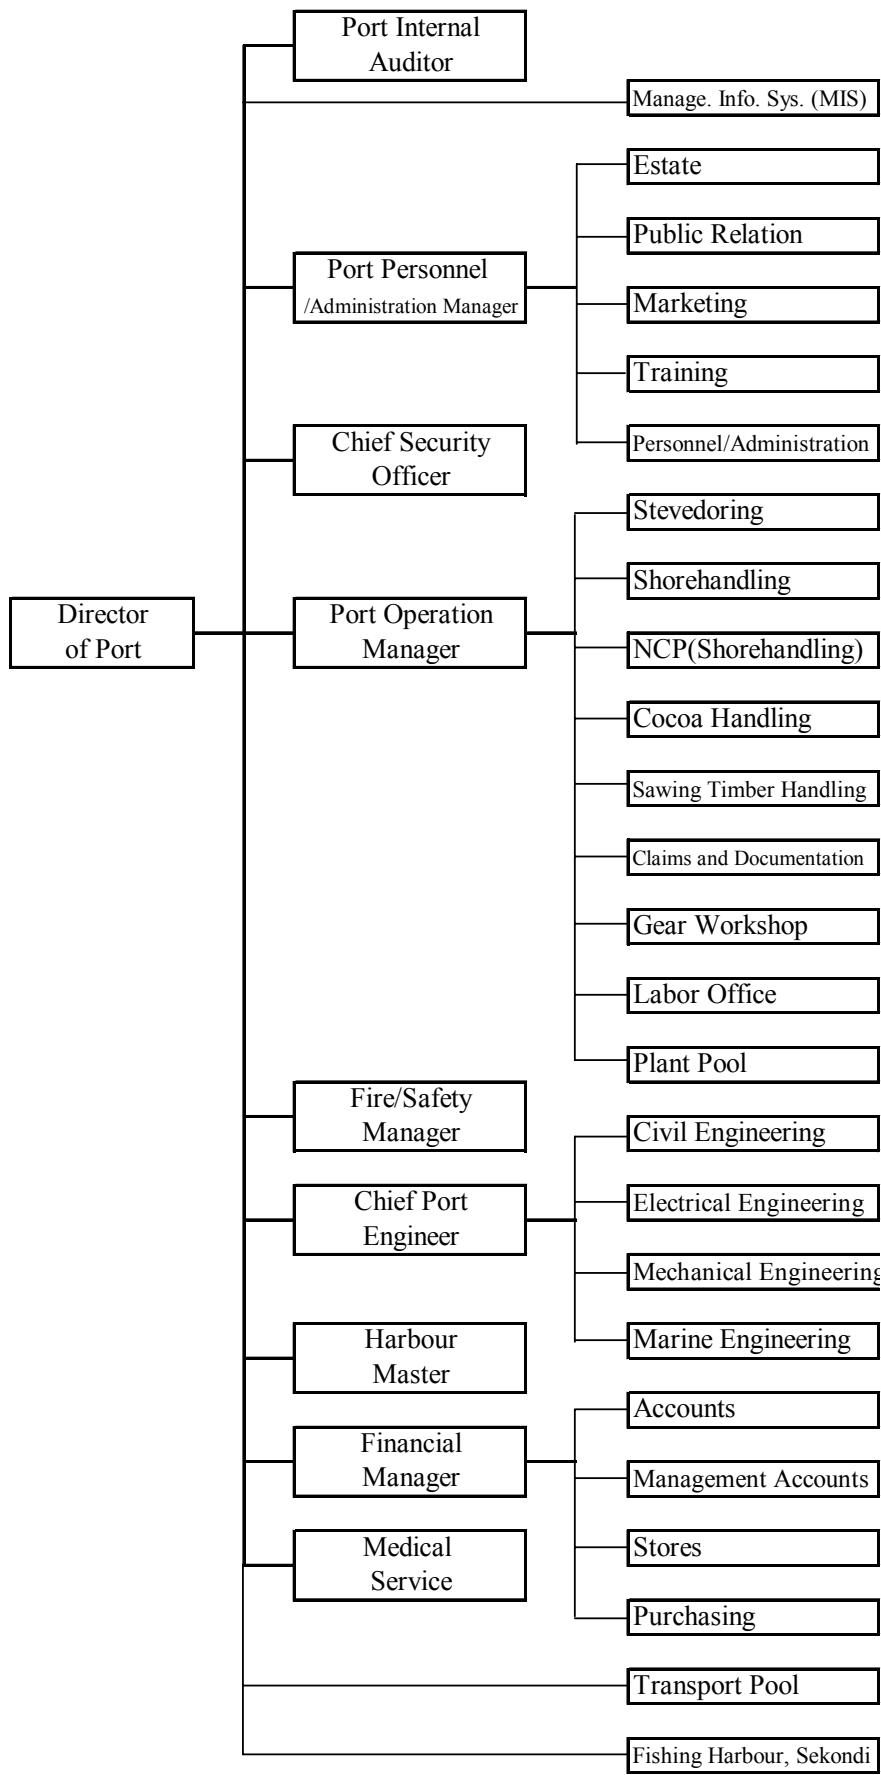 Port Internal
Auditor
Manage. Info. Sys. (MIS)
Estate
Public Relation
Port Personnel
/Administration Manager
Marketing
Training
Personnel/Administration
Chief Security
Officer
Stevedoring
Shorehandling
Director
of Port
Port Operation
Manager
NCP(Shorehandling)
Cocoa Handling
Sawing Timber Handling
Claims and Documentation
Gear Workshop
Labor Office
Plant Pool
Fire/Safety
Manager
Civil Engineering
Chief Port
Engineer
Electrical Engineering
Mechanical Engineering
Marine Engineering
Harbour
Master
Accounts
Financial
Manager
Management Accounts
Stores
Medical
Service
Purchasing
Transport Pool
Fishing Harbour, Sekondi